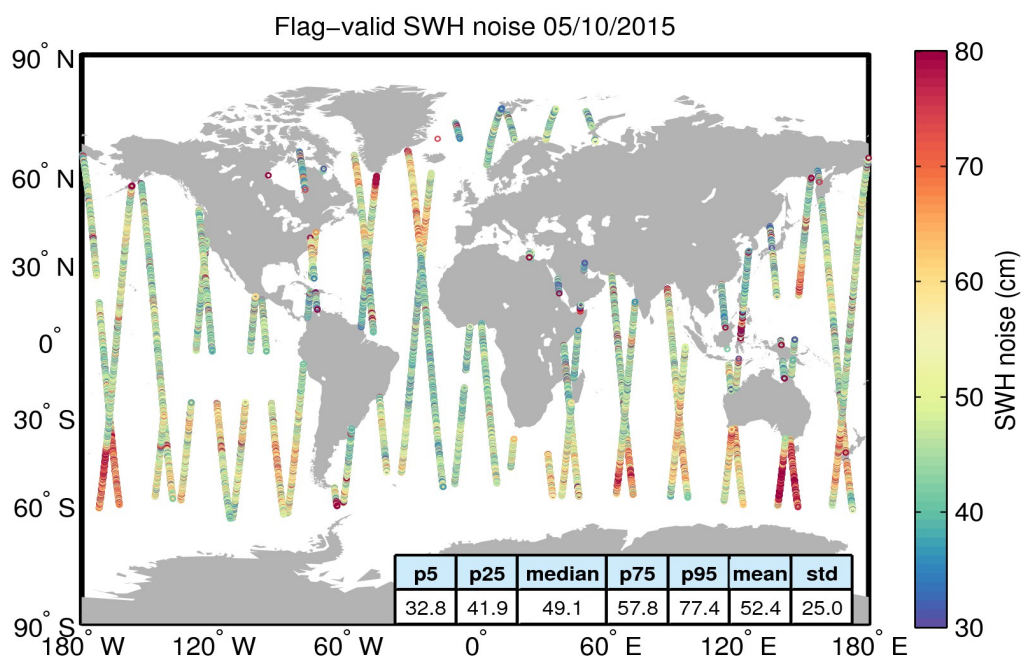 Flag−valid SWH noise 05/10/2015
90° N
60° N
30° N
0°
30° S
60° S
90° S
180° W 120° W 60° W 0° 60° E 120° E 180° E
p5 p25 median p75 p95 mean std
32.8 41.9 49.1 57.8 77.4 52.4 25.0
80
70
60
50
40
30
SWH noise (cm)